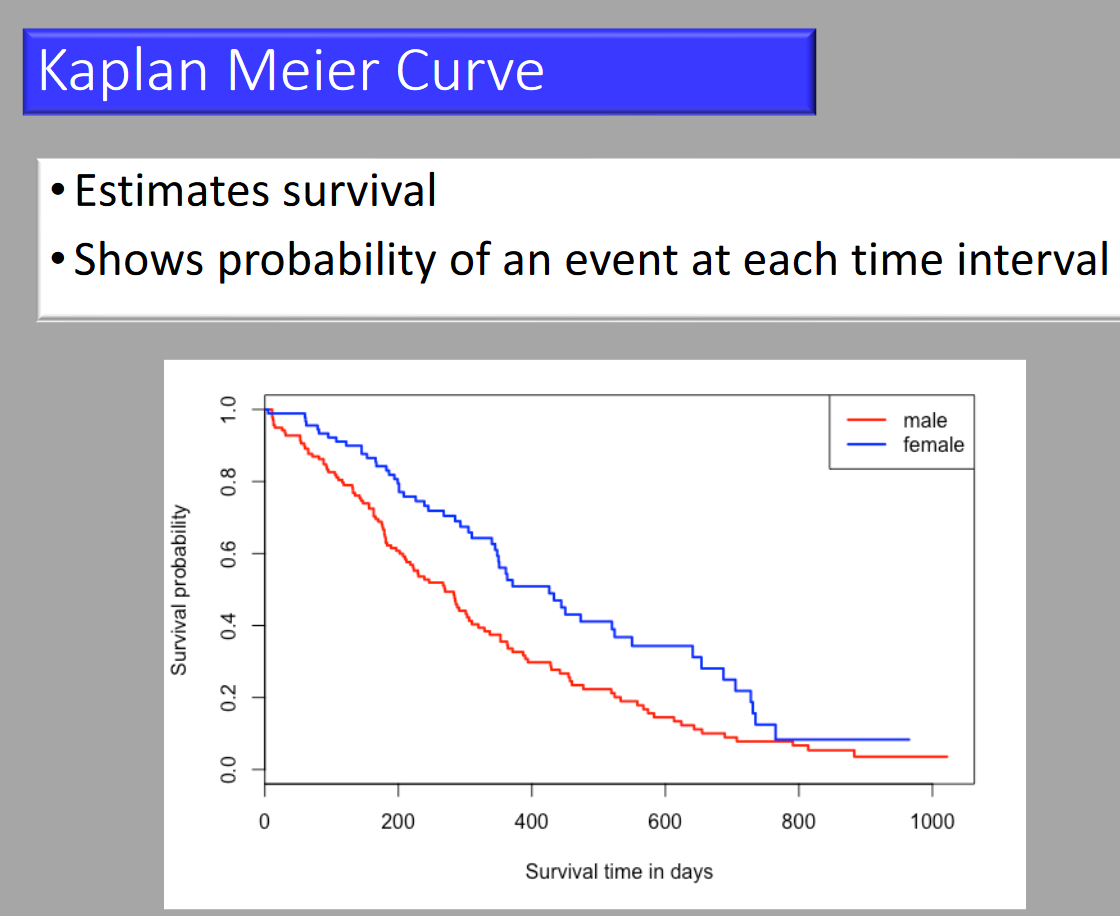 Kaplan Meier Curve
• Estimates survival
• Shows probability of an event at each time interval
male
female
Survival probability
1.0
0.8
0.6
0.4
0.2
0.0
0 200 400 600 800 1000
Survival time in days